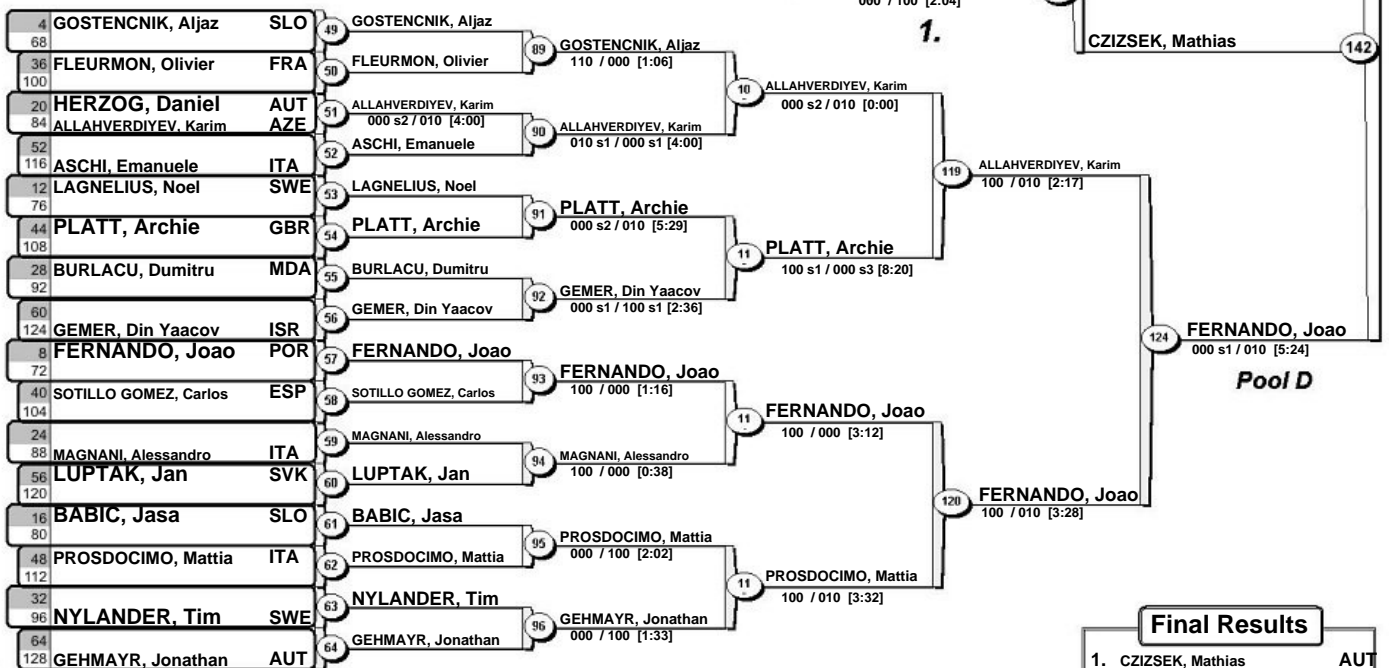 060 / 100 [2:04]
1.
CZIZSEK, Mathias
142
4 GOSTENCNIK, Aljaz SLO
68
49
GOSTENCNIK, Aljaz
36 FLEURMON, Olivier FRA
100
50
FLEURMON, Olivier
89
GOSTENCNIK, Aljaz
110 / 000 [1:06]
20 HERZOG, Daniel AUT
84 ALLAHVERDIYEV, Karim AZE
51
ALLAHVERDIYEV, Karim
000 s2 / 010 [4:00]
52
116 ASCHI, Emanuele ITA
52
ASCHI, Emanuele
90
ALLAHVERDIYEV, Karim
010 s1 / 000 s1 [4:00]
10
ALLAHVERDIYEV, Karim
000 s2 / 010 [0:00]
12 LAGNELIUS, Noel SWE
76
53
LAGNELIUS, Noel
44 PLATT, Archie GBR
108
54
PLATT, Archie
91
PLATT, Archie
000 s2 / 010 [5:29]
28 BURLACU, Dumitru MDA
92
55
BURLACU, Dumitru
60
124 GEMER, Din Yaacov ISR
56
GEMER, Din Yaacov
92
GEMER, Din Yaacov
000 s1 / 100 s1 [2:36]
11
PLATT, Archie
100 s1 / 000 s3 [8:20]
119
ALLAHVERDIYEV, Karim
100 / 010 [2:17]
8 FERNANDO, Joao POR
72
57
FERNANDO, Joao
40 SOTILLO GOMEZ, Carlos ESP
104
58
SOTILLO GOMEZ, Carlos
93
FERNANDO, Joao
100 / 000 [1:16]
24
88 MAGNANI, Alessandro ITA
59
MAGNANI, Alessandro
56 LUPTAK, Jan SVK
120
60
LUPTAK, Jan
94
MAGNANI, Alessandro
100 / 000 [0:38]
11
FERNANDO, Joao
100 / 000 [3:12]
16 BABIC, Jasa SLO
80
61
BABIC, Jasa
48 PROSDOCIMO, Mattia ITA
112
62
PROSDOCIMO, Mattia
95
PROSDOCIMO, Mattia
000 / 100 [2:02]
32
96 NYLANDER, Tim SWE
63
NYLANDER, Tim
64
128 GEHMAYR, Jonathan AUT
64
GEHMAYR, Jonathan
96
GEHMAYR, Jonathan
000 / 100 [1:33]
11
PROSDOCIMO, Mattia
100 / 010 [3:32]
120
FERNANDO, Joao
100 / 010 [3:28]
124
FERNANDO, Joao
000 s1 / 010 [5:24]
Pool D
Final Results
1. CZIZSEK, Mathias AUT